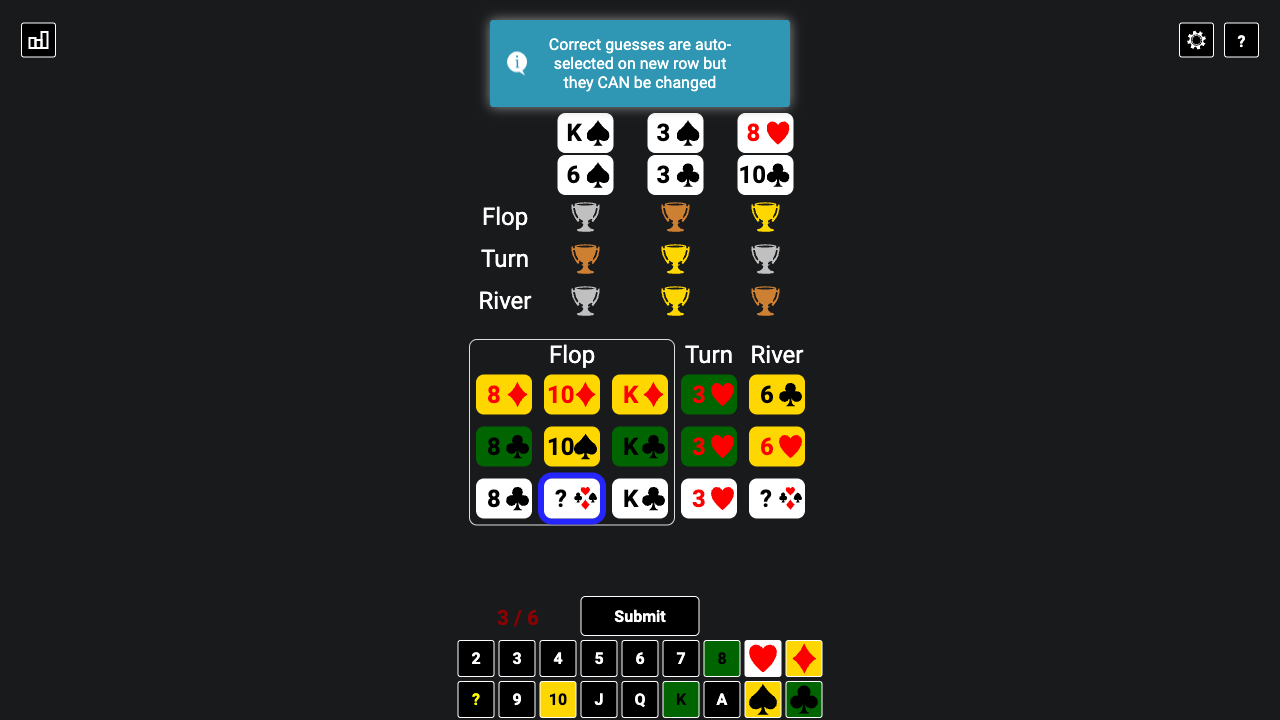 Correct guesses are auto-
selected on new row but
they CAN be changed
?
K♠ 3♠ 8♥
6♠ 3♣ 10♣
Flop
Turn
River
Flop Turn River
8♦ 10♦ K♦ 3♥ 6♣
8♣ 10♠ K♣ 3♥ 6♥
8♣ ? K♣ 3♥ ?
3 / 6 Submit
2 3 4 5 6 7 8 ♥ ♦
? 9 10 J Q K A ♠ ♣